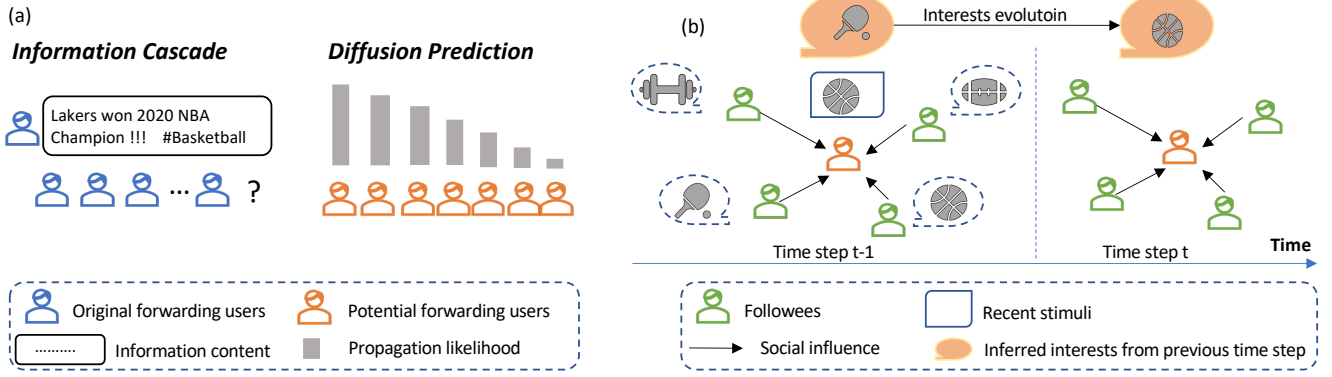 (a)
Information Cascade
Diffusion Prediction
Lakers won 2020 NBA
Champion !!! #Basketball
... ?
Original forwarding users
Potential forwarding users
..........
Information content
Propagation likelihood
(b)
Interests evolutoin
Time step t-1
Time step t
Time
Followees
Recent stimuli
Social influence
Inferred interests from previous time step